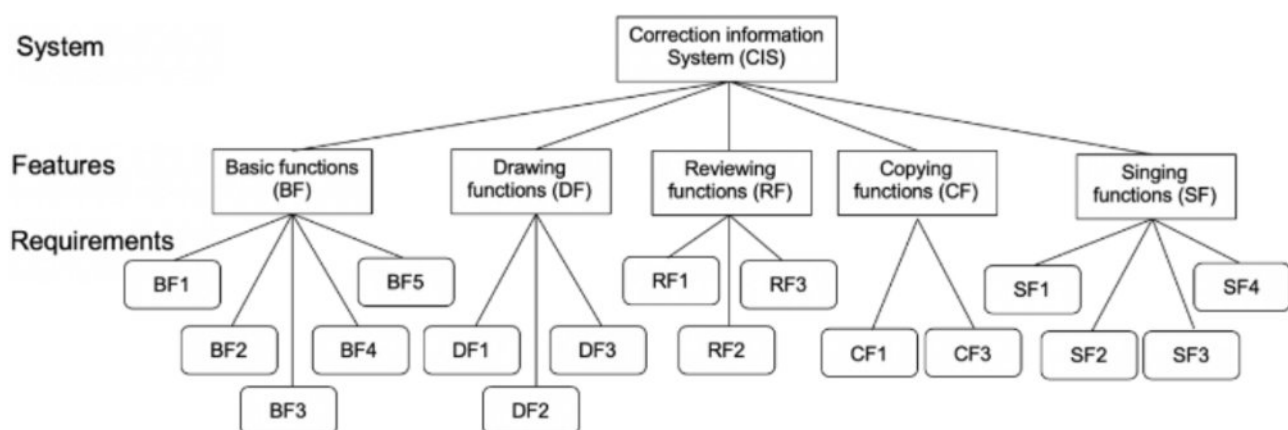 System
Correction information
System (CIS)
Features
Basic functions
(BF)
Drawing
functions (DF)
Reviewing
functions (RF)
Copying
functions (CF)
Singing
functions (SF)
Requirements
BF1
BF2
BF3
BF4
BF5
DF1
DF2
DF3
RF1
RF2
RF3
CF1
CF3
SF1
SF2
SF3
SF4